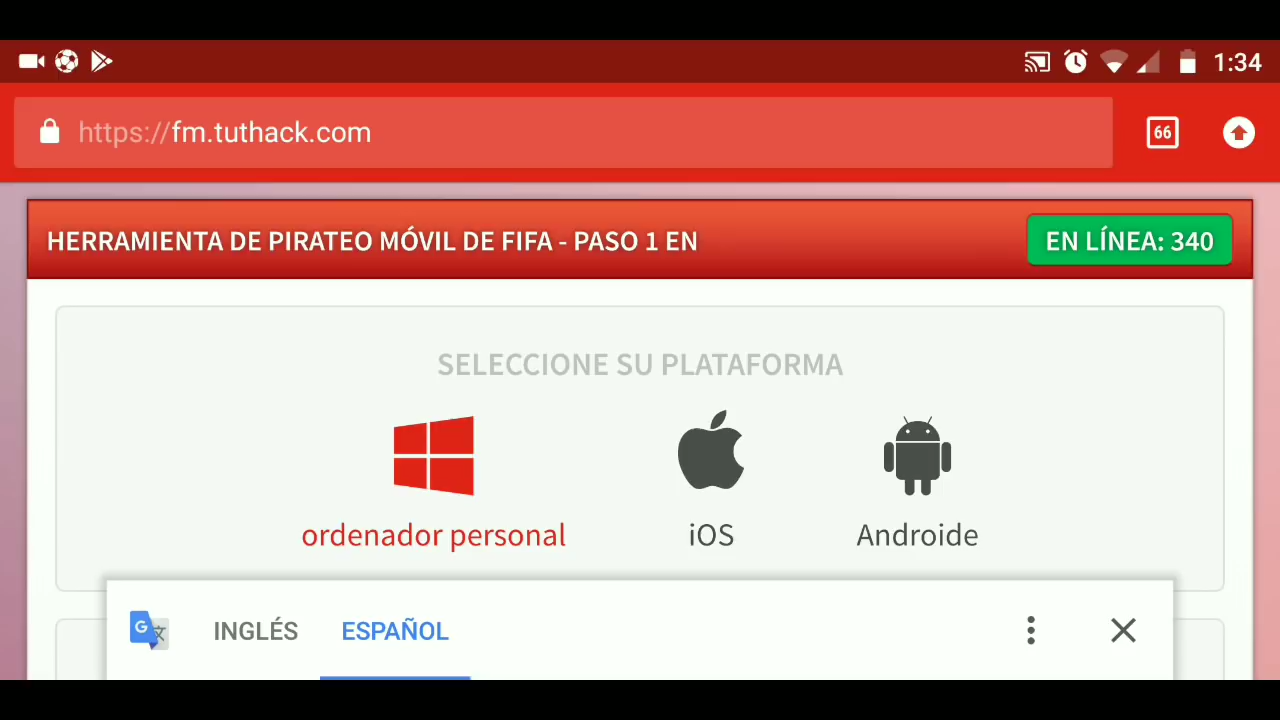 1:34
https://fm.tuthack.com
66
HERRAMIENTA DE PIRATEO MÓVIL DE FIFA - PASO 1 EN
EN LÍNEA: 340
SELECCIONE SU PLATAFORMA
ordenador personal
iOS
Androide
G
文
INGLÉS
ESPAÑOL